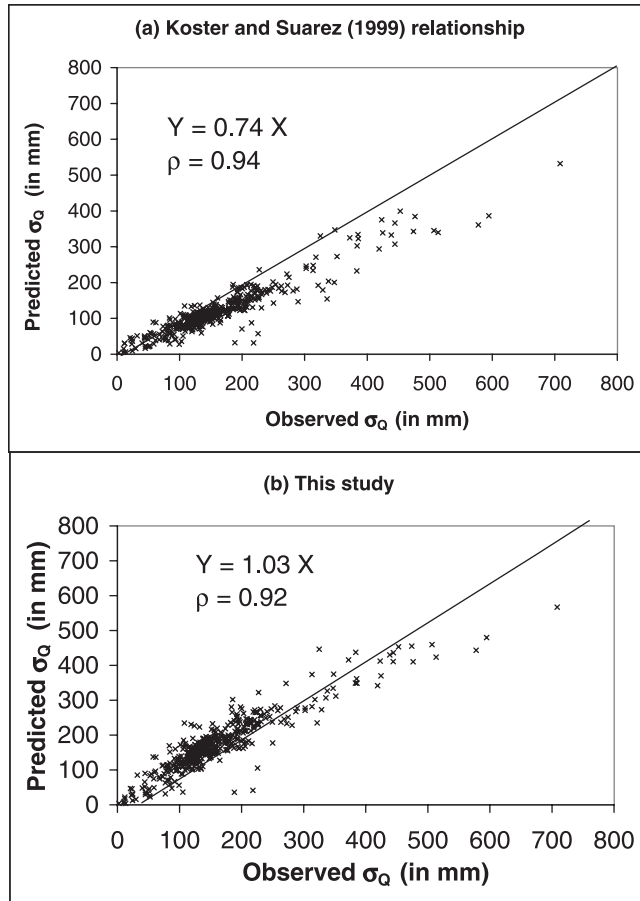 (a) Koster and Suarez (1999) relationship
800
700
600
500
400
300
200
100
0
Predicted σQ (in mm)
Y = 0.74 X
ρ = 0.94
0 100 200 300 400 500 600 700 800
Observed σQ (in mm)
(b) This study
800
700
600
500
400
300
200
100
0
Predicted σQ (in mm)
Y = 1.03 X
ρ = 0.92
0 100 200 300 400 500 600 700 800
Observed σQ (in mm)